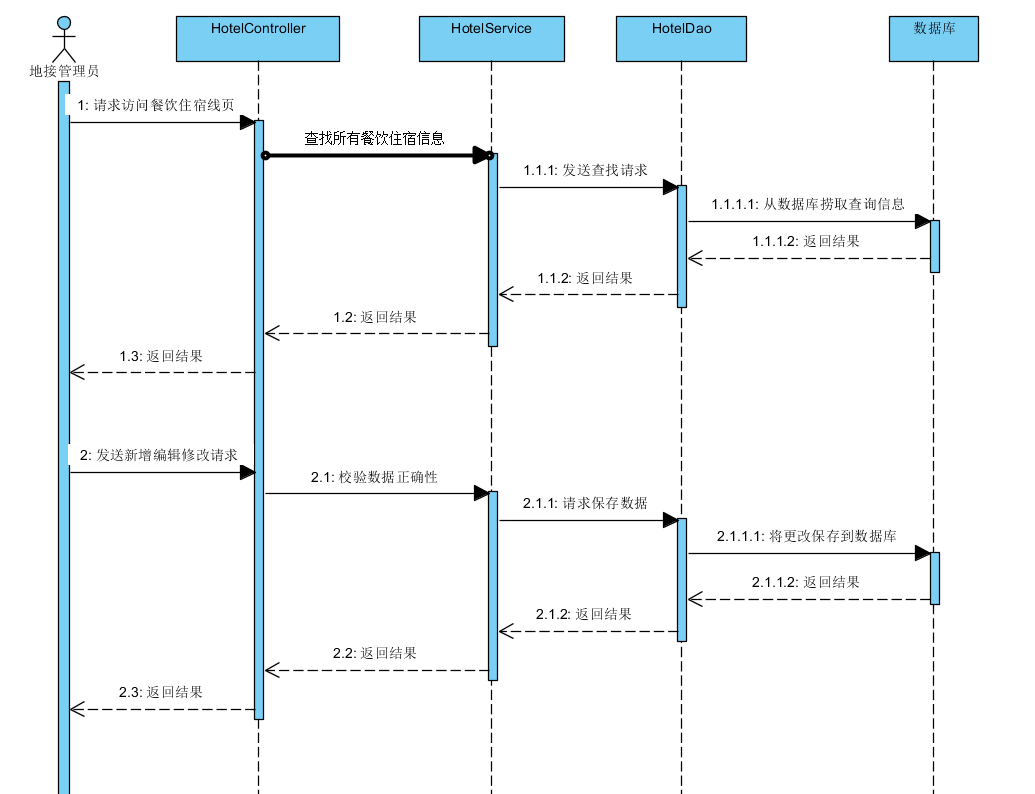 HotelController
HotelService
HotelDao
数据库
地接管理员
1: 请求访问餐饮住宿线页
查找所有餐饮住宿信息
1.1.1: 发送查找请求
1.1.1.1: 从数据库捞取查询信息
1.1.1.2: 返回结果
1.1.2: 返回结果
1.2: 返回结果
1.3: 返回结果
2: 发送新增编辑修改请求
2.1: 校验数据正确性
2.1.1: 请求保存数据
2.1.1.1: 将更改保存到数据库
2.1.1.2: 返回结果
2.1.2: 返回结果
2.2: 返回结果
2.3: 返回结果